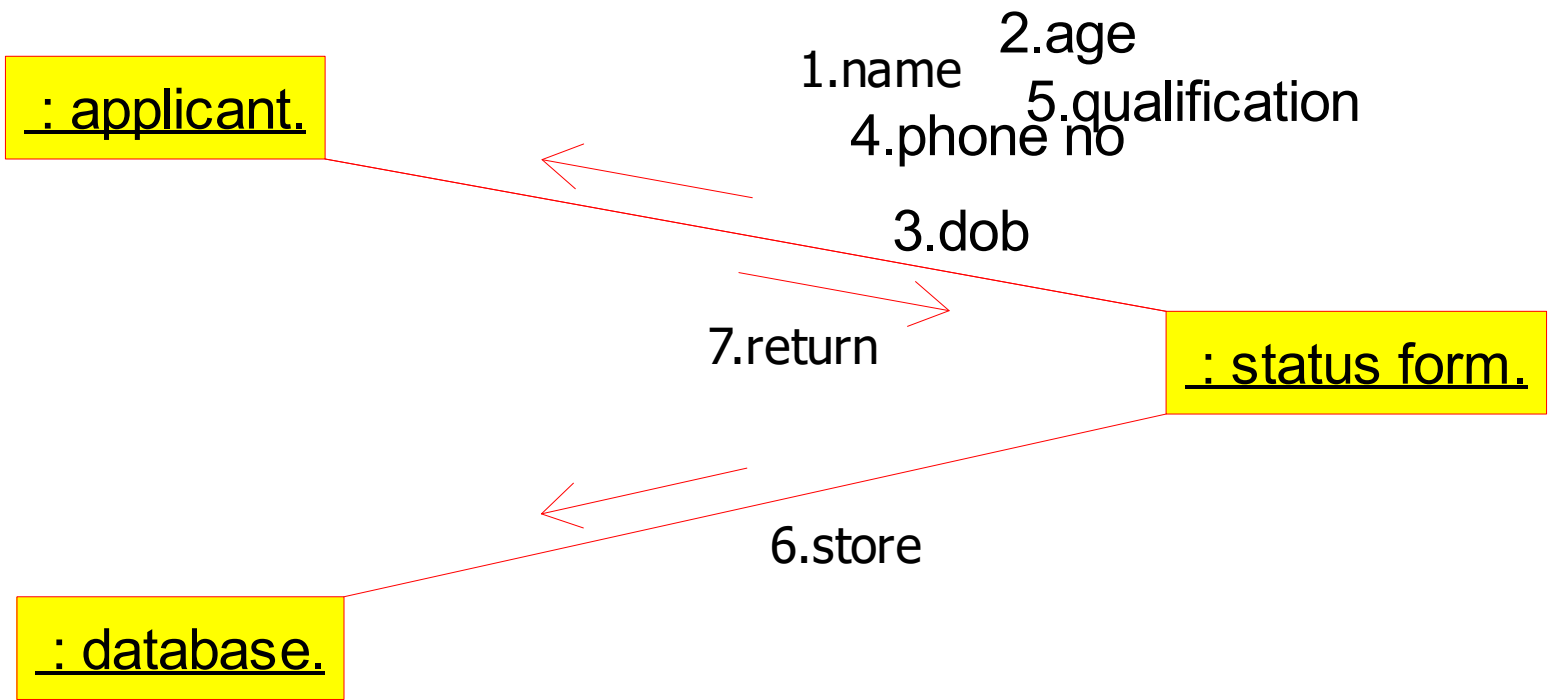 2.age
1.name
5.qualification
: applicant.
4.phone no
3.dob
7.return
: status form.
6.store
: database.